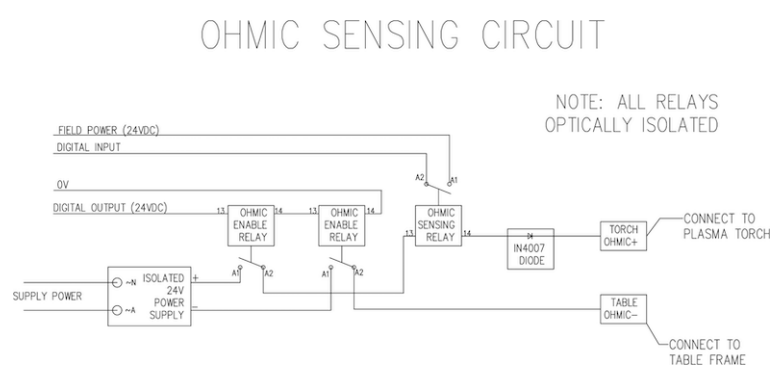 OHMIC SENSING CIRCUIT
NOTE: ALL RELAYS
OPTICALLY ISOLATED
FIELD POWER (24VDC)
DIGITAL INPUT
A2
A1
0V
DIGITAL OUTPUT (24VDC)
13
OHMIC
ENABLE
RELAY
14
13
OHMIC
ENABLE
RELAY
14
OHMIC
SENSING
RELAY
13
14
IN4007
DIODE
TORCH
OHMIC+
CONNECT TO
PLASMA TORCH
A1
A2
A1
A2
SUPPLY POWER
~N
~A
ISOLATED
24V
POWER
SUPPLY
+
-
TABLE
OHMIC-
CONNECT TO
TABLE FRAME